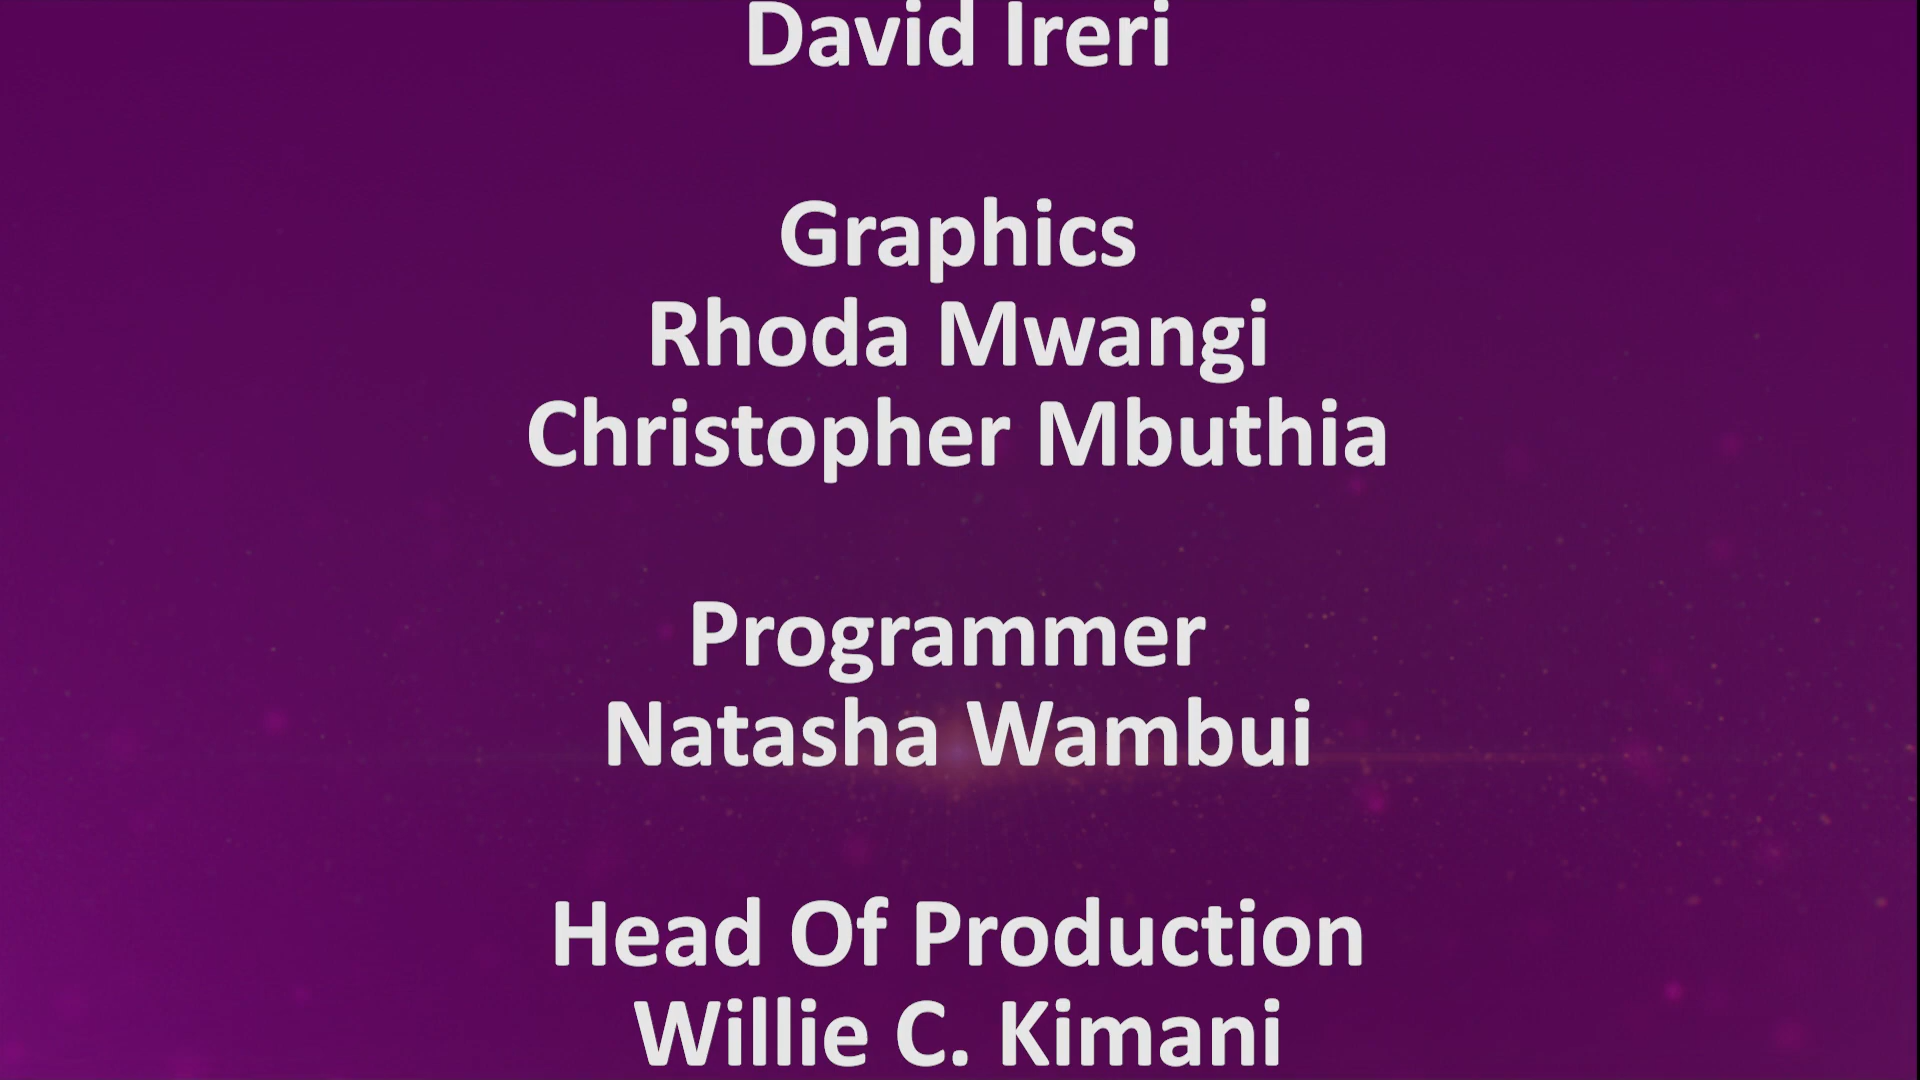 David Ireri
Graphics
Rhoda Mwangi
Christopher Mbuthia
Programmer
Natasha Wambui
Head Of Production
Willie C. Kimani